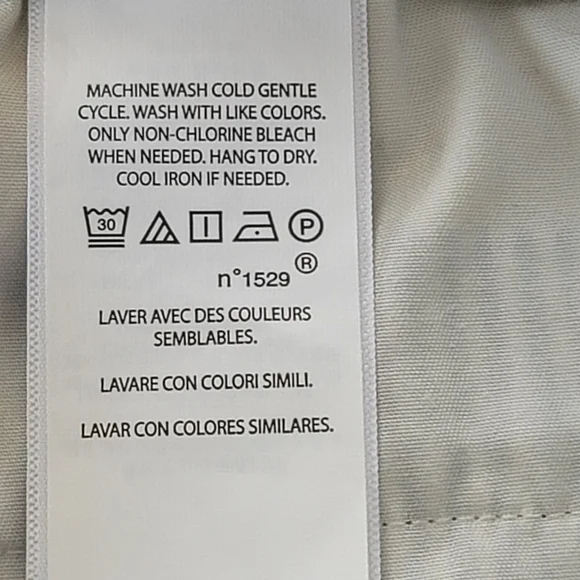 MACHINE WASH COLD GENTLE
CYCLE. WASH WITH LIKE COLORS.
ONLY NON-CHLORINE BLEACH
WHEN NEEDED. HANG TO DRY.
COOL IRON IF NEEDED.
30 P
n°1529®
LAVER AVEC DES COULEURS
SEMBLABLES.
LAVARE CON COLORI SIMILI.
LAVAR CON COLORES SIMILARES.